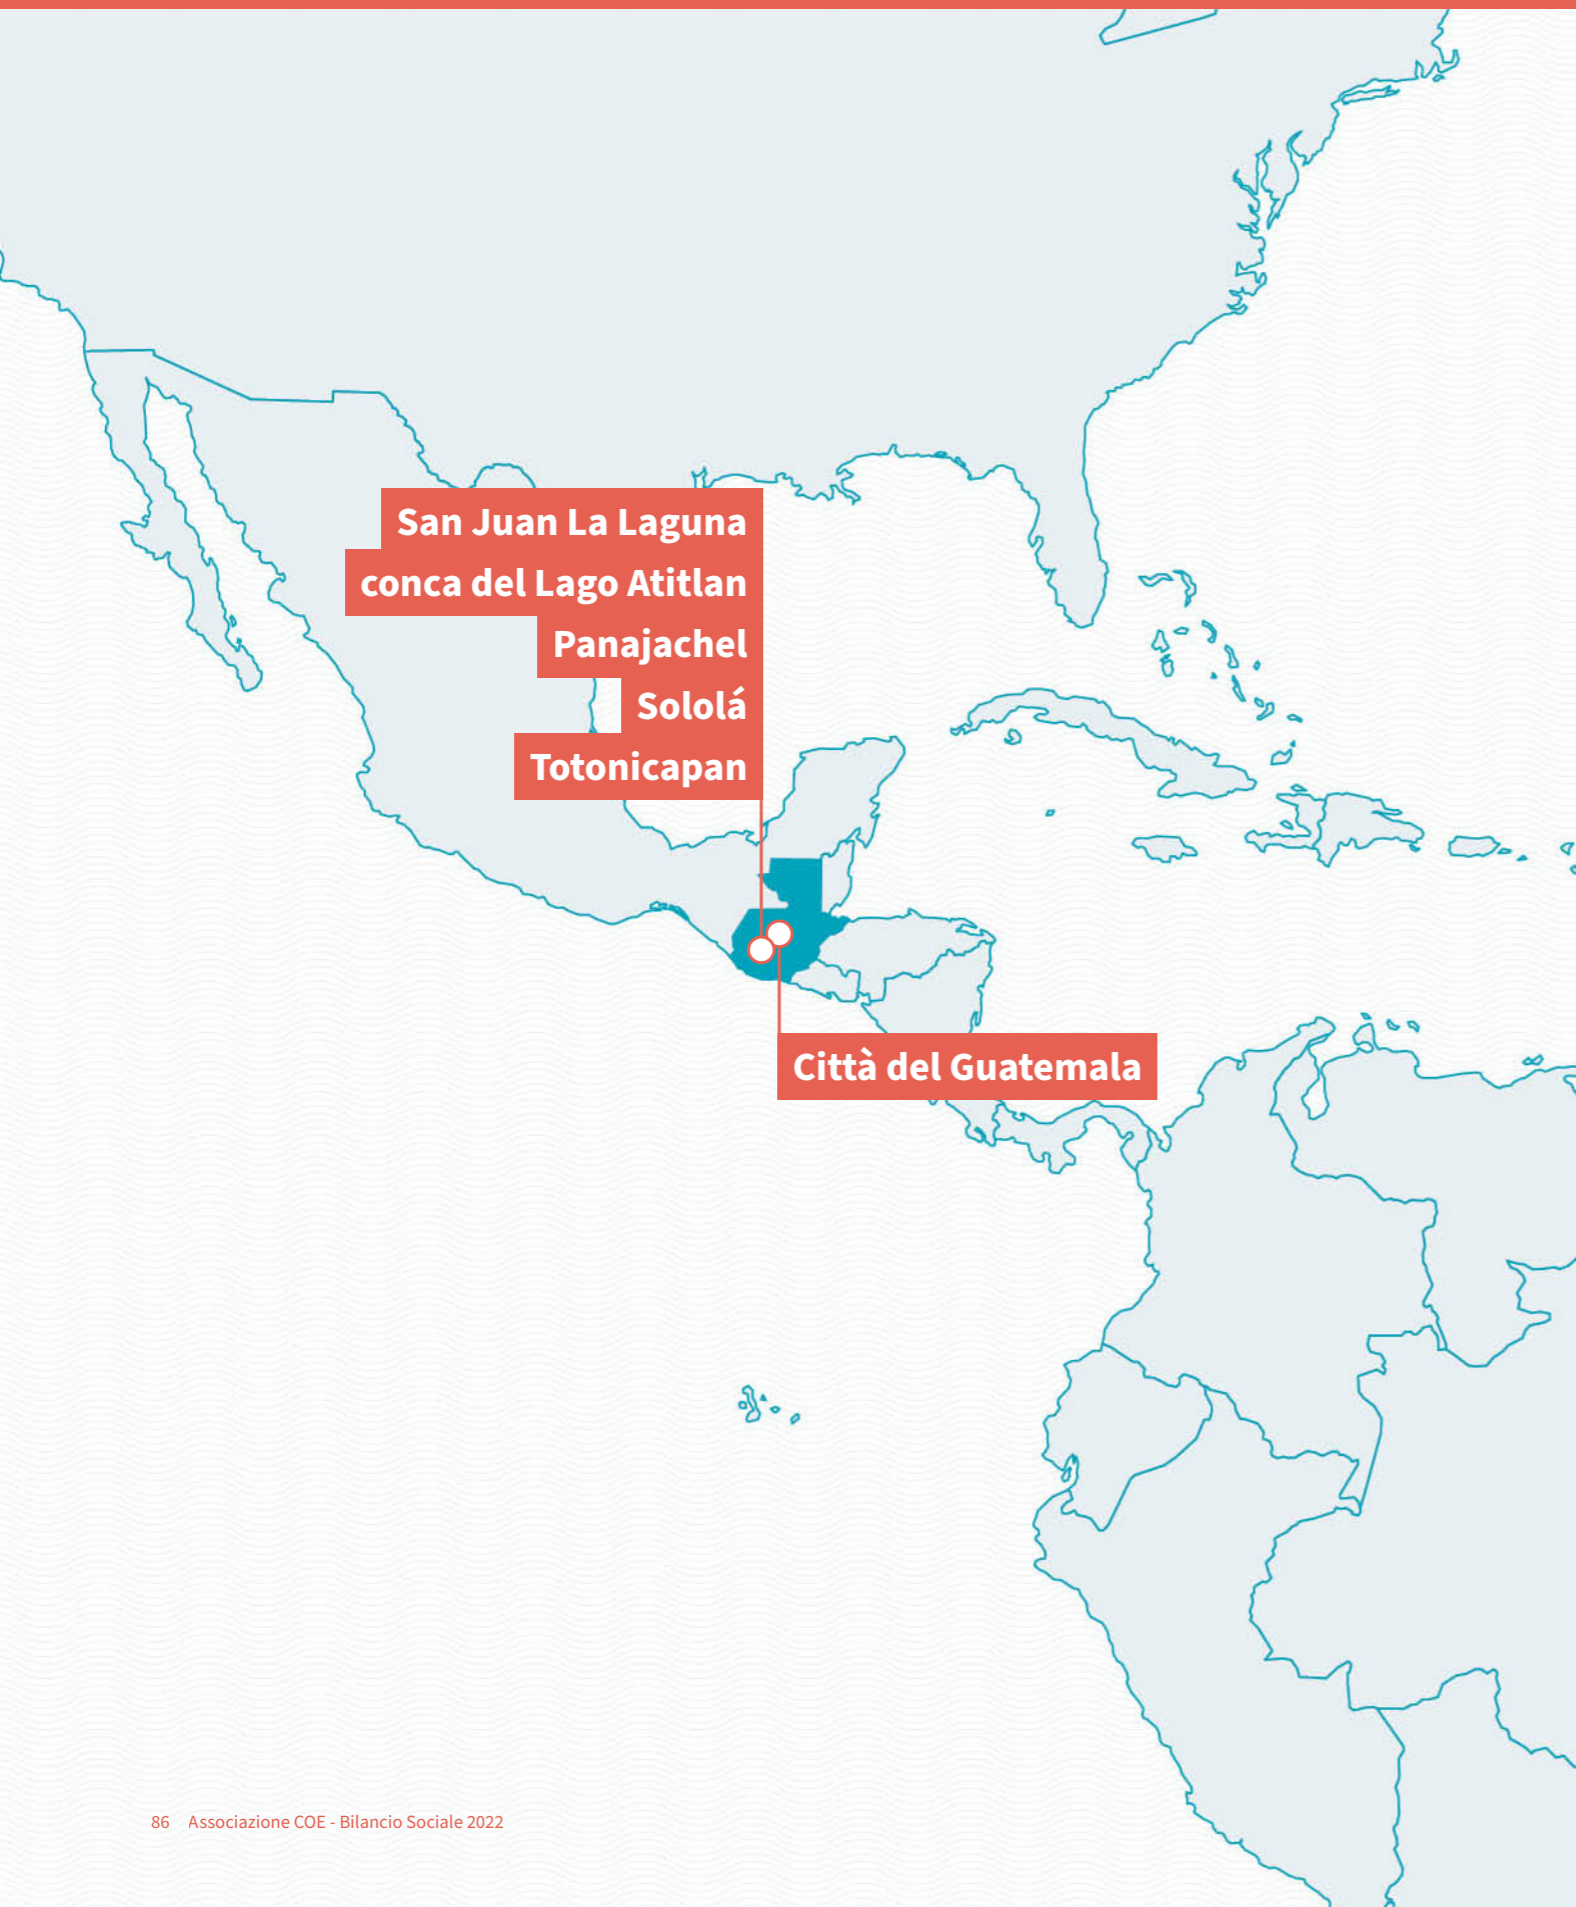 San Juan La Laguna
conca del Lago Atitlan
Panajachel
Sololá
Totonicapan
Città del Guatemala
86 Associazione COE - Bilancio Sociale 2022